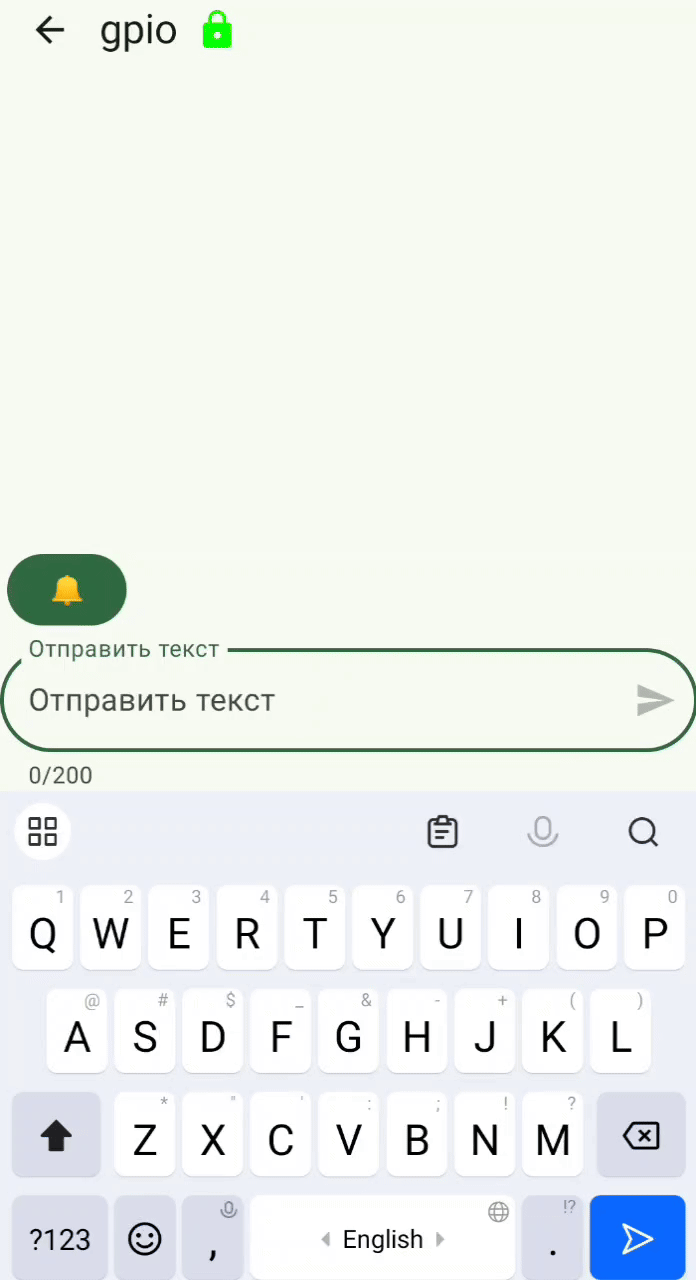 gpio
Отправить текст
Отправить текст
0/200
1 2 3 4 5 6 7 8 9 0
Q W E R T Y U I O P
@ # $ _ & - + ( )
A S D F G H J K L
* " ' : ; ! ?
Z X C V B N M
!?
?123 , English .